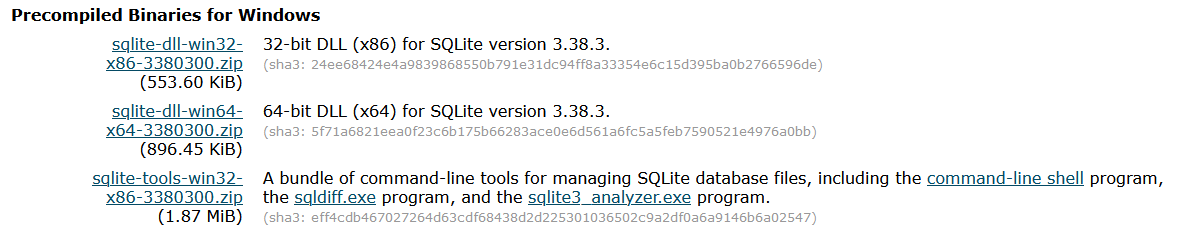 Precompiled Binaries for Windows
sqlite-dll-win32-
x86-3380300.zip
(553.60 KiB)
32-bit DLL (x86) for SQLite version 3.38.3.
(sha3: 24ee68424e4a9839868550b791e31dc94ff8a33354e6c15d395ba0b2766596de)
sqlite-dll-win64-
x64-3380300.zip
(896.45 KiB)
64-bit DLL (x64) for SQLite version 3.38.3.
(sha3: 5f71a6821eea0f23c6b175b66283ace0e6d561a6fc5a5feb7590521e4976a0bb)
sqlite-tools-win32-
x86-3380300.zip
(1.87 MiB)
A bundle of command-line tools for managing SQLite database files, including the command-line shell program,
the sqldiff.exe program, and the sqlite3_analyzer.exe program.
(sha3: eff4cdb467027264d63cdf68438d2d225301036502c9a2df0a6a9146b6a02547)